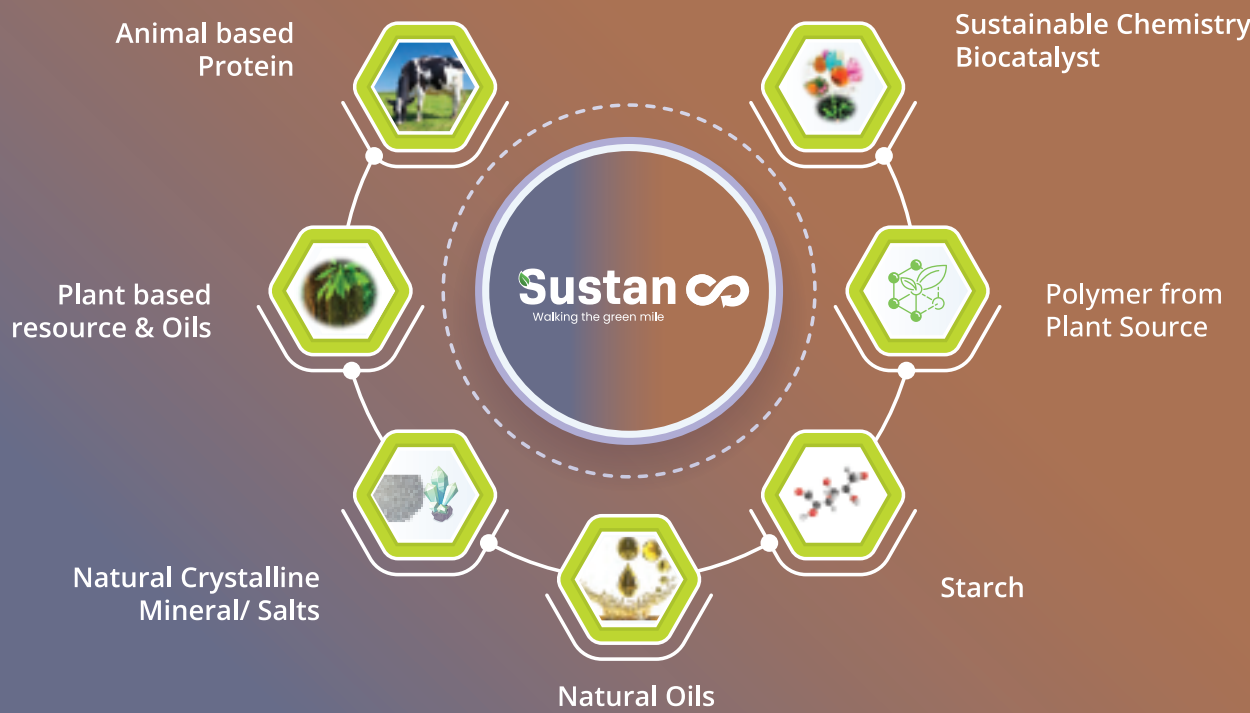 Animal based
Protein
Sustainable Chemistry
Biocatalyst
Sustan
Walking the green mile
Plant based
resource & Oils
Polymer from
Plant Source
Natural Crystalline
Mineral/ Salts
Starch
Natural Oils